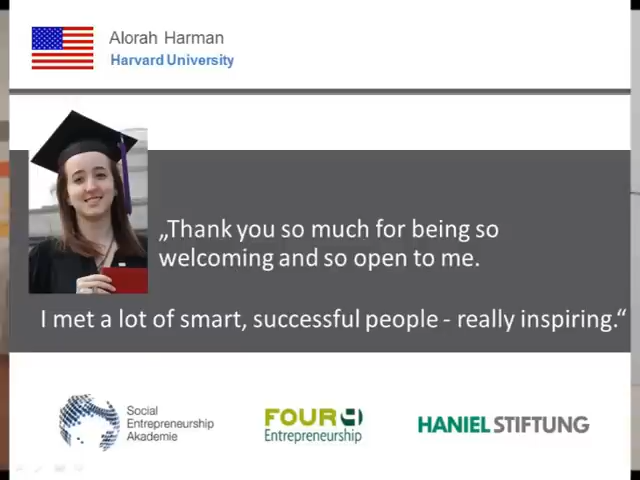 Alorah Harman
Harvard University
„Thank you so much for being so
welcoming and so open to me.
I met a lot of smart, successful people - really inspiring.“
Social
Entrepreneurship
Akademie
FOUR
Entrepreneurship
HANIEL STIFTUNG